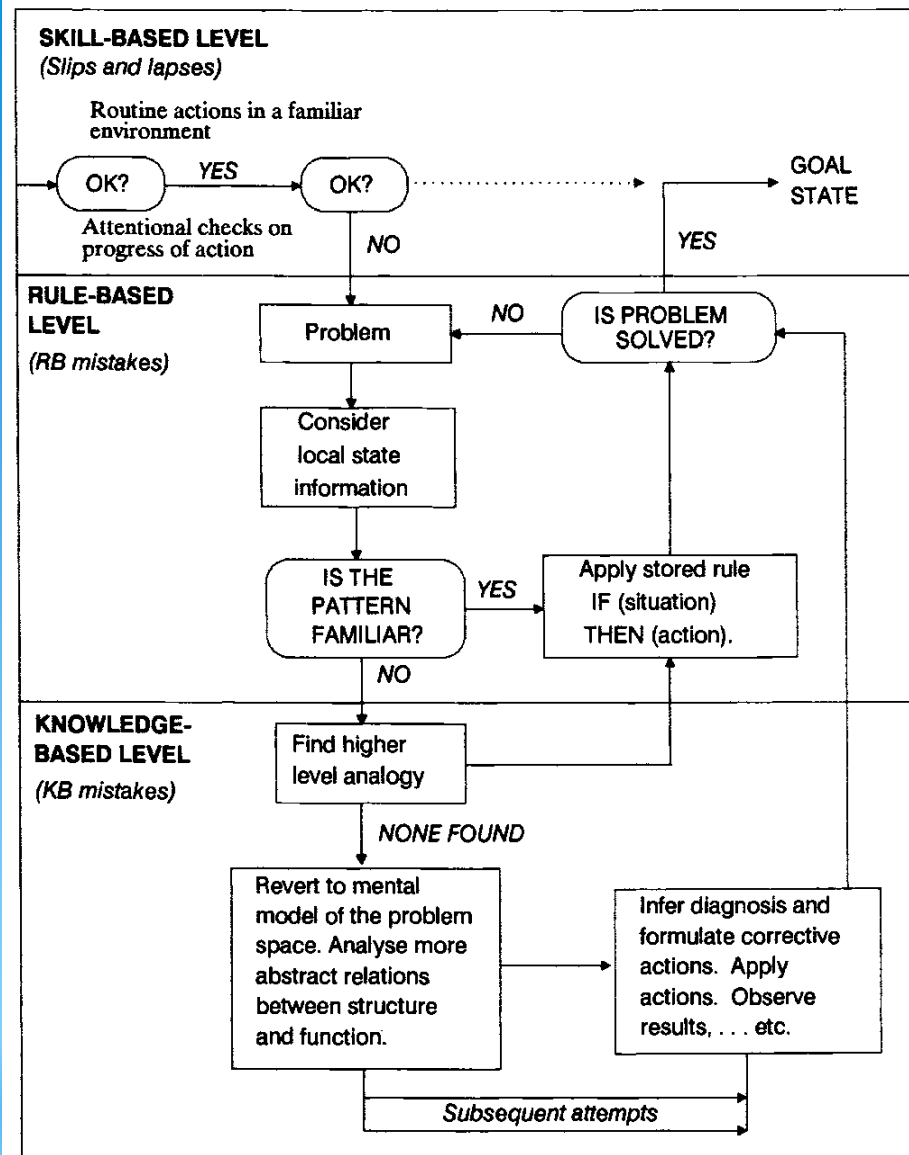 SKILL-BASED LEVEL
(Slips and lapses)
Routine actions in a familiar
environment
OK?
YES
OK?
GOAL
STATE
Attentional checks on
progress of action
NO
YES
RULE-BASED
LEVEL
(RB mistakes)
Problem
NO
IS PROBLEM
SOLVED?
Consider
local state
information
IS THE
PATTERN
FAMILIAR?
YES
Apply stored rule
IF (situation)
THEN (action).
NO
KNOWLEDGE-
BASED LEVEL
(KB mistakes)
Find higher
level analogy
NONE FOUND
Revert to mental
model of the problem
space. Analyse more
abstract relations
between structure
and function.
Infer diagnosis and
formulate corrective
actions. Apply
actions. Observe
results, . . . etc.
Subsequent attempts